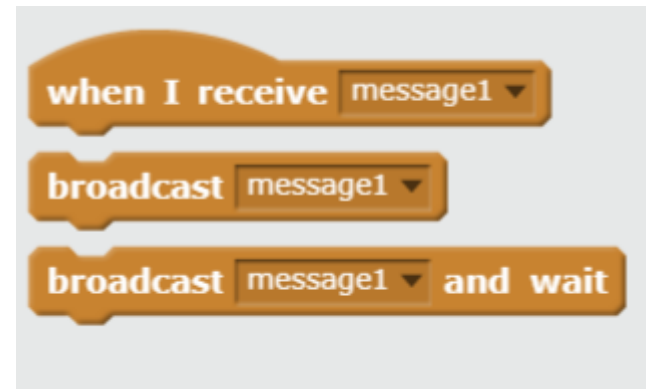 when I receive message1
broadcast message1
broadcast message1 and wait